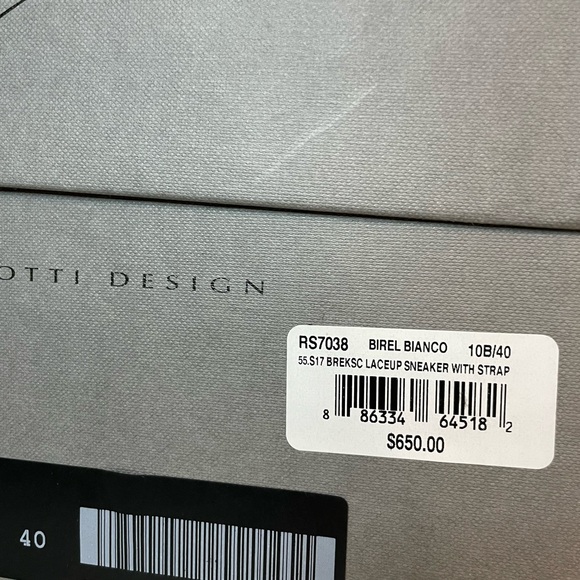 OTTI DESIGN
RS7038 BIREL BIANCO 10B/40
55.S17 BREKSC LACEUP SNEAKER WITH STRAP
8 86334 64518 2
$650.00
40